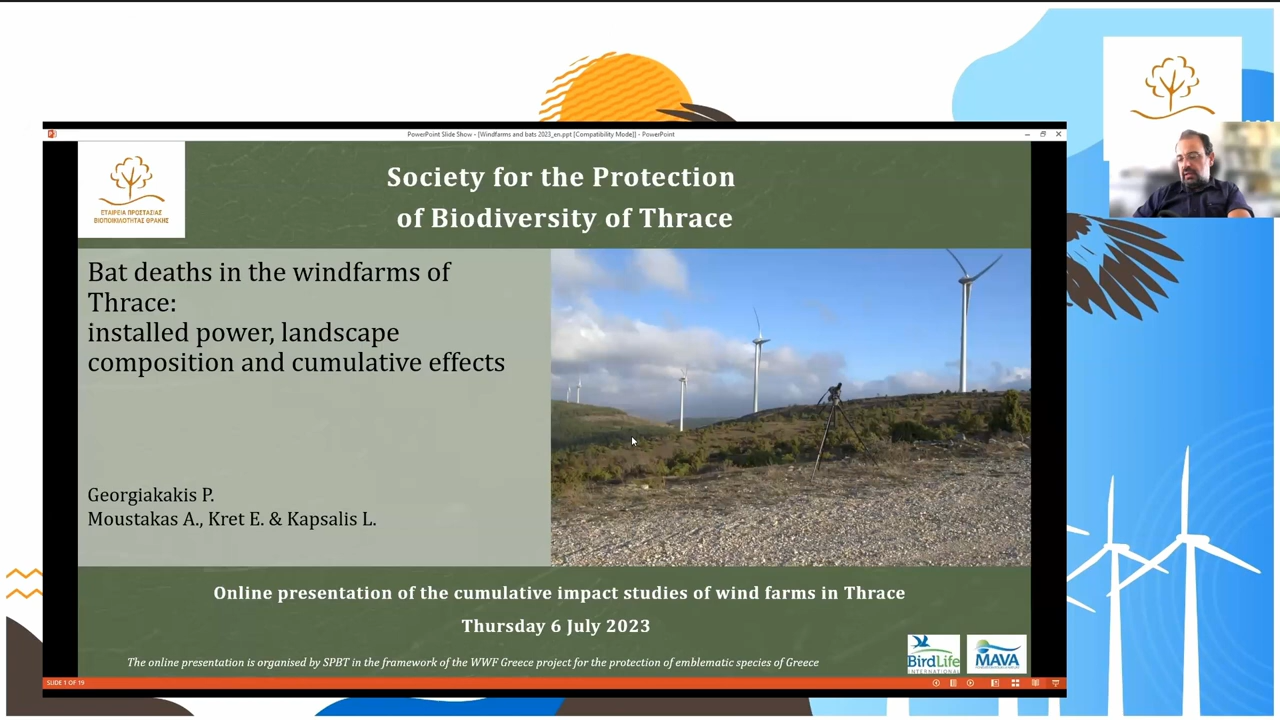 PowerPoint Slide Show - [Windfarms and bats 2023_en.ppt [Compatibility Mode]] - PowerPoint
ΕΤΑΙΡΕΙΑ ΠΡΟΣΤΑΣΙΑΣ
ΒΙΟΠΟΙΚΙΛΟΤΗΤΑΣ ΘΡΑΚΗΣ
Society for the Protection
of Biodiversity of Thrace
Bat deaths in the windfarms of
Thrace:
installed power, landscape
composition and cumulative effects
Georgiakakis P.
Moustakas A., Kret E. & Kapsalis L.
Online presentation of the cumulative impact studies of wind farms in Thrace
Thursday 6 July 2023
The online presentation is organised by SPBT in the framework of the WWF Greece project for the protection of emblematic species of Greece
BirdLife
INTERNATIONAL
MAVA
SLIDE 1 OF 19